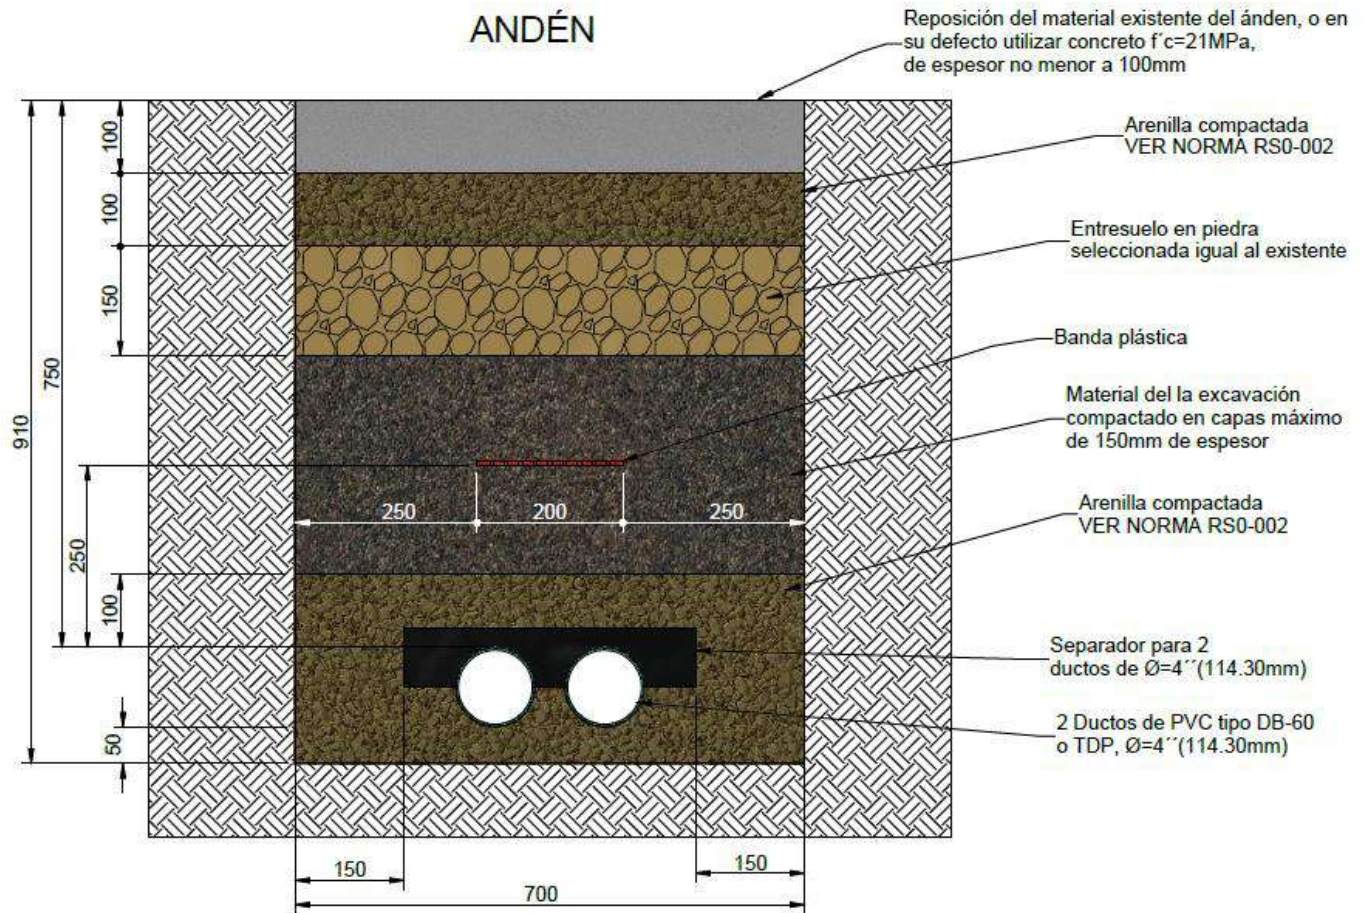 ANDÉN
Reposición del material existente del ánden, o en
su defecto utilizar concreto f´c=21MPa,
de espesor no menor a 100mm
Arenilla compactada
VER NORMA RS0-002
Entresuelo en piedra
seleccionada igual al existente
Banda plástica
Material del la excavación
compactado en capas máximo
de 150mm de espesor
Arenilla compactada
VER NORMA RS0-002
Separador para 2
ductos de Ø=4´´(114.30mm)
2 Ductos de PVC tipo DB-60
o TDP, Ø=4´´(114.30mm)
100
100
150
750
910
250
200
250
250
100
50
150
150
700